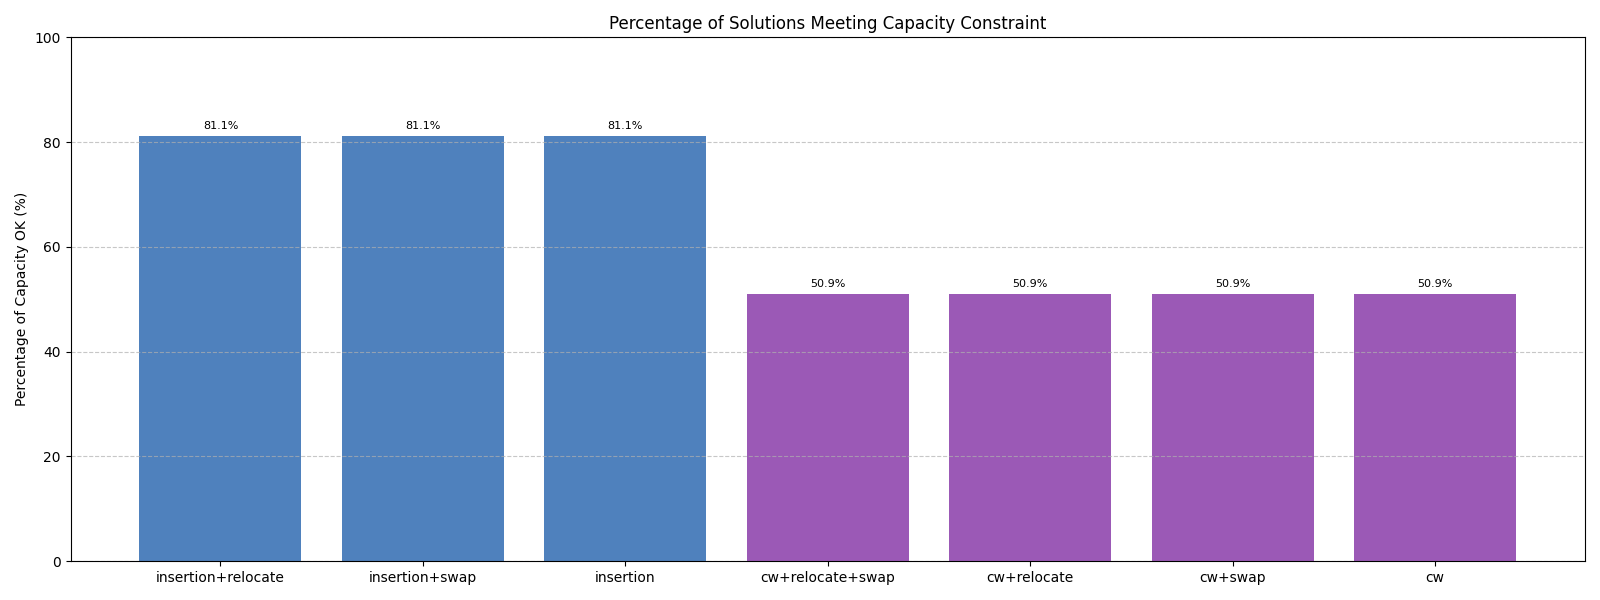 Percentage of Solutions Meeting Capacity Constraint
Percentage of Capacity OK (%)
100
80
60
40
20
0
81.1%
81.1%
81.1%
50.9%
50.9%
50.9%
50.9%
insertion+relocate
insertion+swap
insertion
cw+relocate+swap
cw+relocate
cw+swap
cw